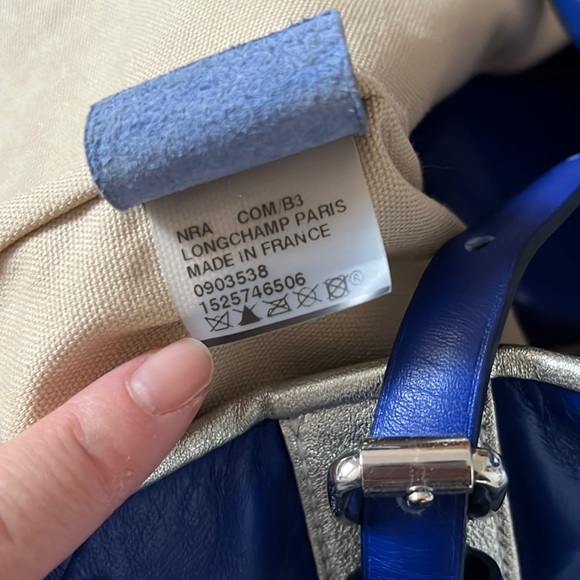 NRA COM/B3
LONGCHAMP PARIS
MADE IN FRANCE
0903538
1525746506
®